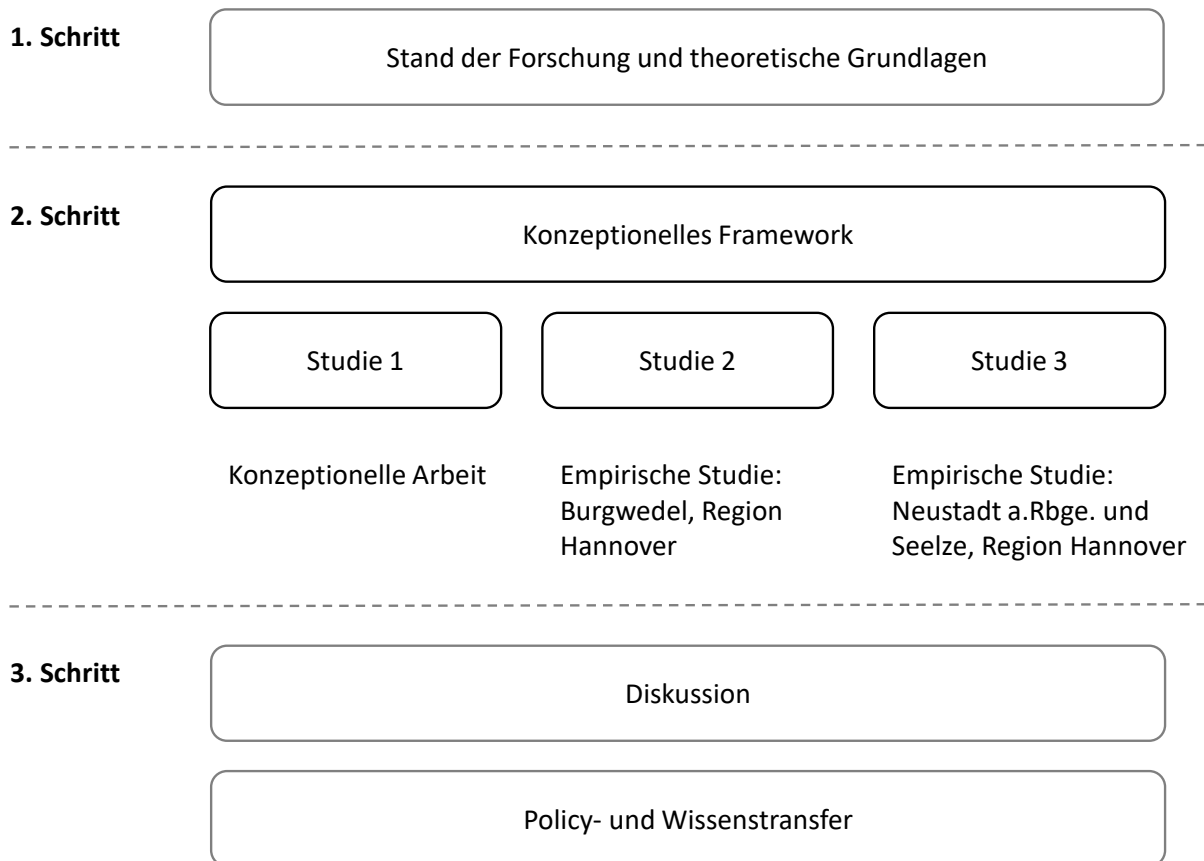 1. Schritt
Stand der Forschung und theoretische Grundlagen
2. Schritt
Konzeptionelles Framework
Studie 1
Studie 2
Studie 3
Konzeptionelle Arbeit
Empirische Studie:
Burgwedel, Region
Hannover
Empirische Studie:
Neustadt a.Rbge. und
Seelze, Region Hannover
3. Schritt
Diskussion
Policy- und Wissenstransfer